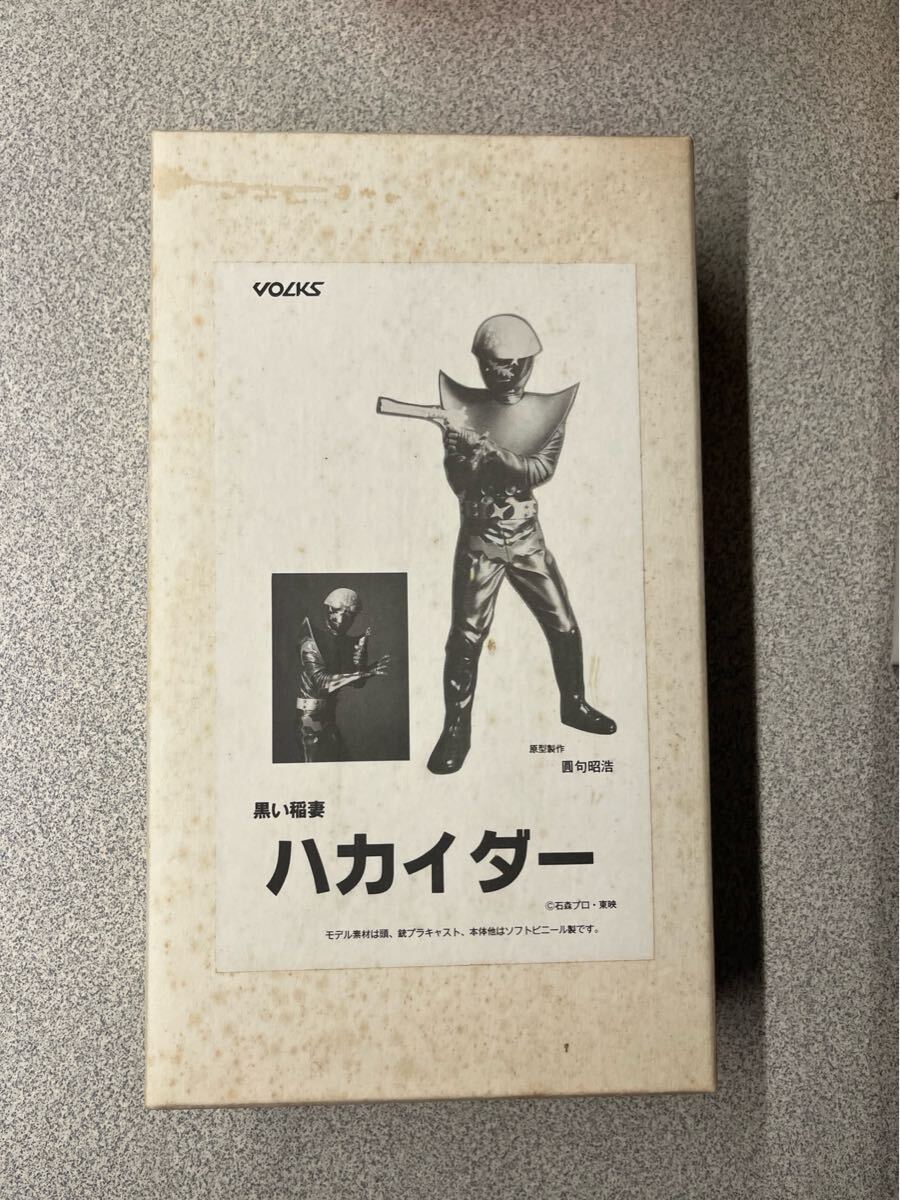 VOLKS
原型製作
圓句昭浩
黒い稲妻
ハカイダー
©石森プロ・東映
モデル素材は頭、銃プラキャスト、本体他はソフトビニール製です。